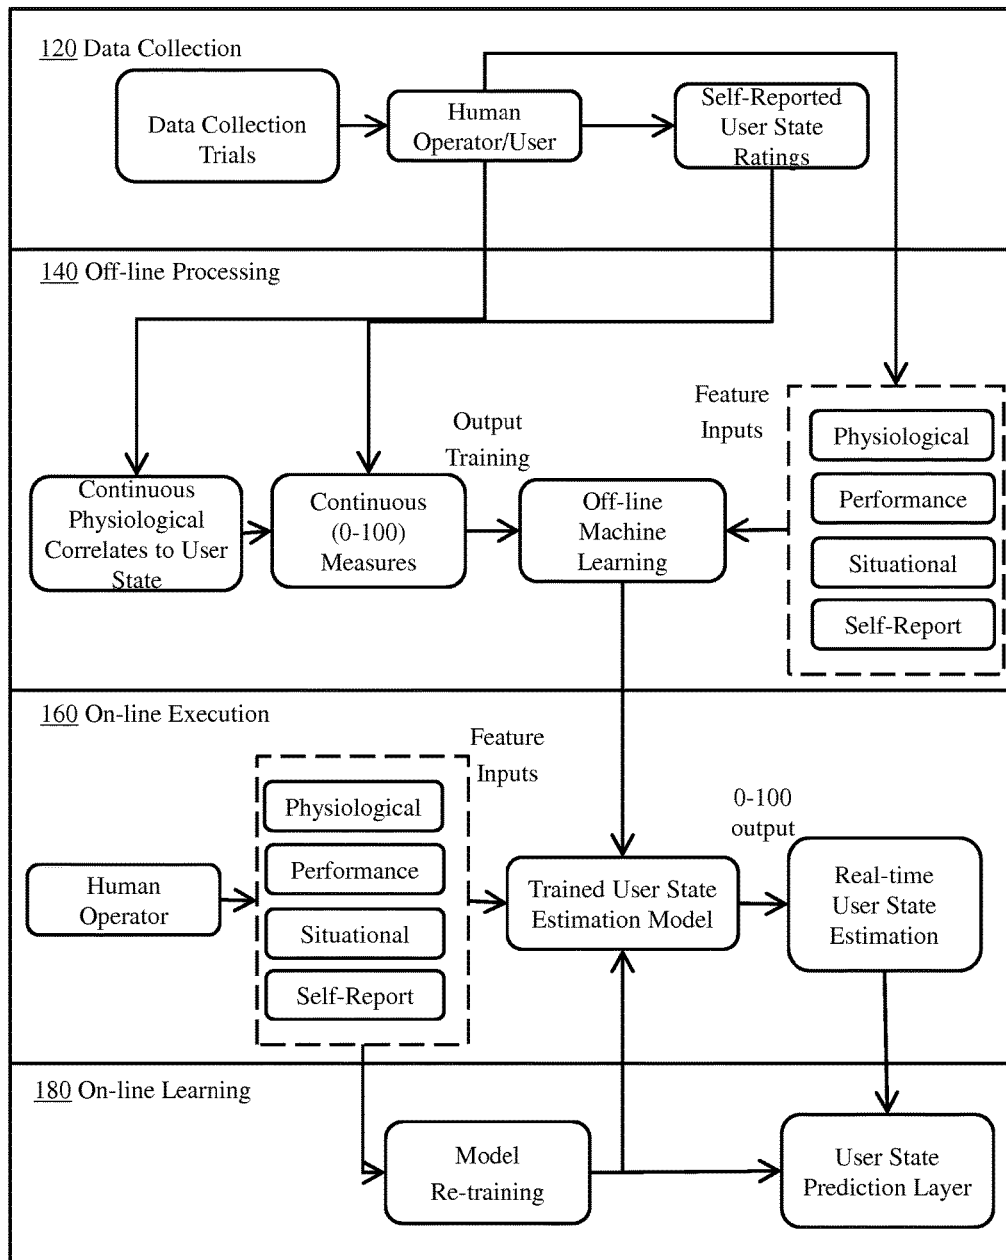 120 Data Collection
Data Collection
Trials
Human
Operator/User
Self-Reported
User State
Ratings
140 Off-line Processing
Feature
Inputs
Output
Training
Physiological
Performance
Situational
Self-Report
Continuous
Physiological
Correlates to User
State
Continuous
(0-100)
Measures
Off-line
Machine
Learning
160 On-line Execution
Feature
Inputs
Physiological
Performance
Situational
Self-Report
0-100
output
Human
Operator
Trained User State
Estimation Model
Real-time
User State
Estimation
180 On-line Learning
Model
Re-training
User State
Prediction Layer